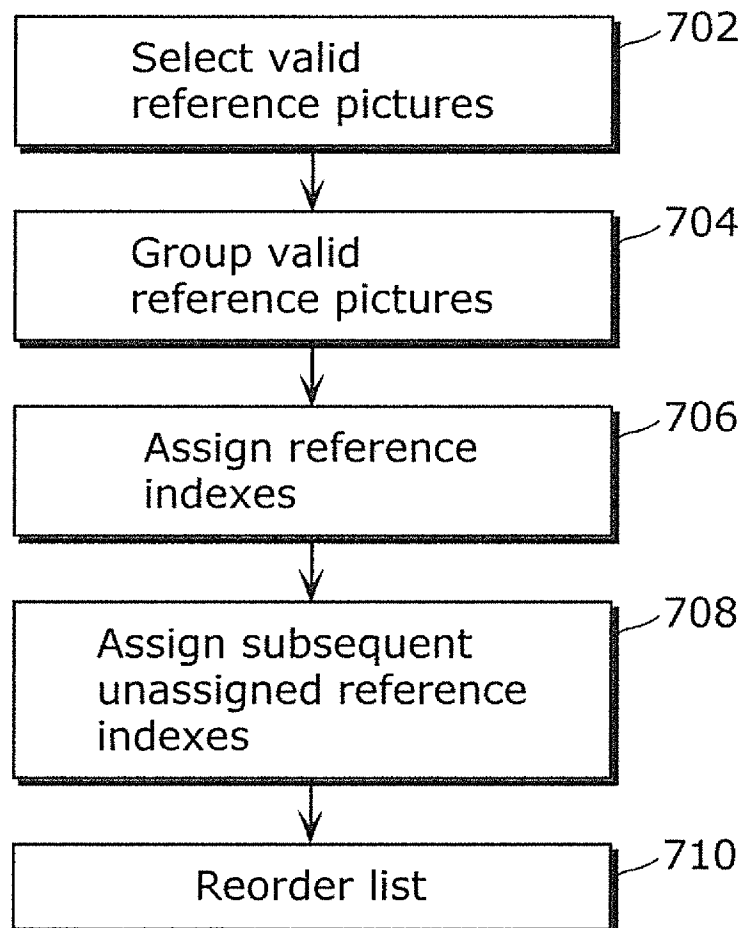 702
Select valid
reference pictures
704
Group valid
reference pictures
706
Assign reference
indexes
708
Assign subsequent
unassigned reference
indexes
710
Reorder list